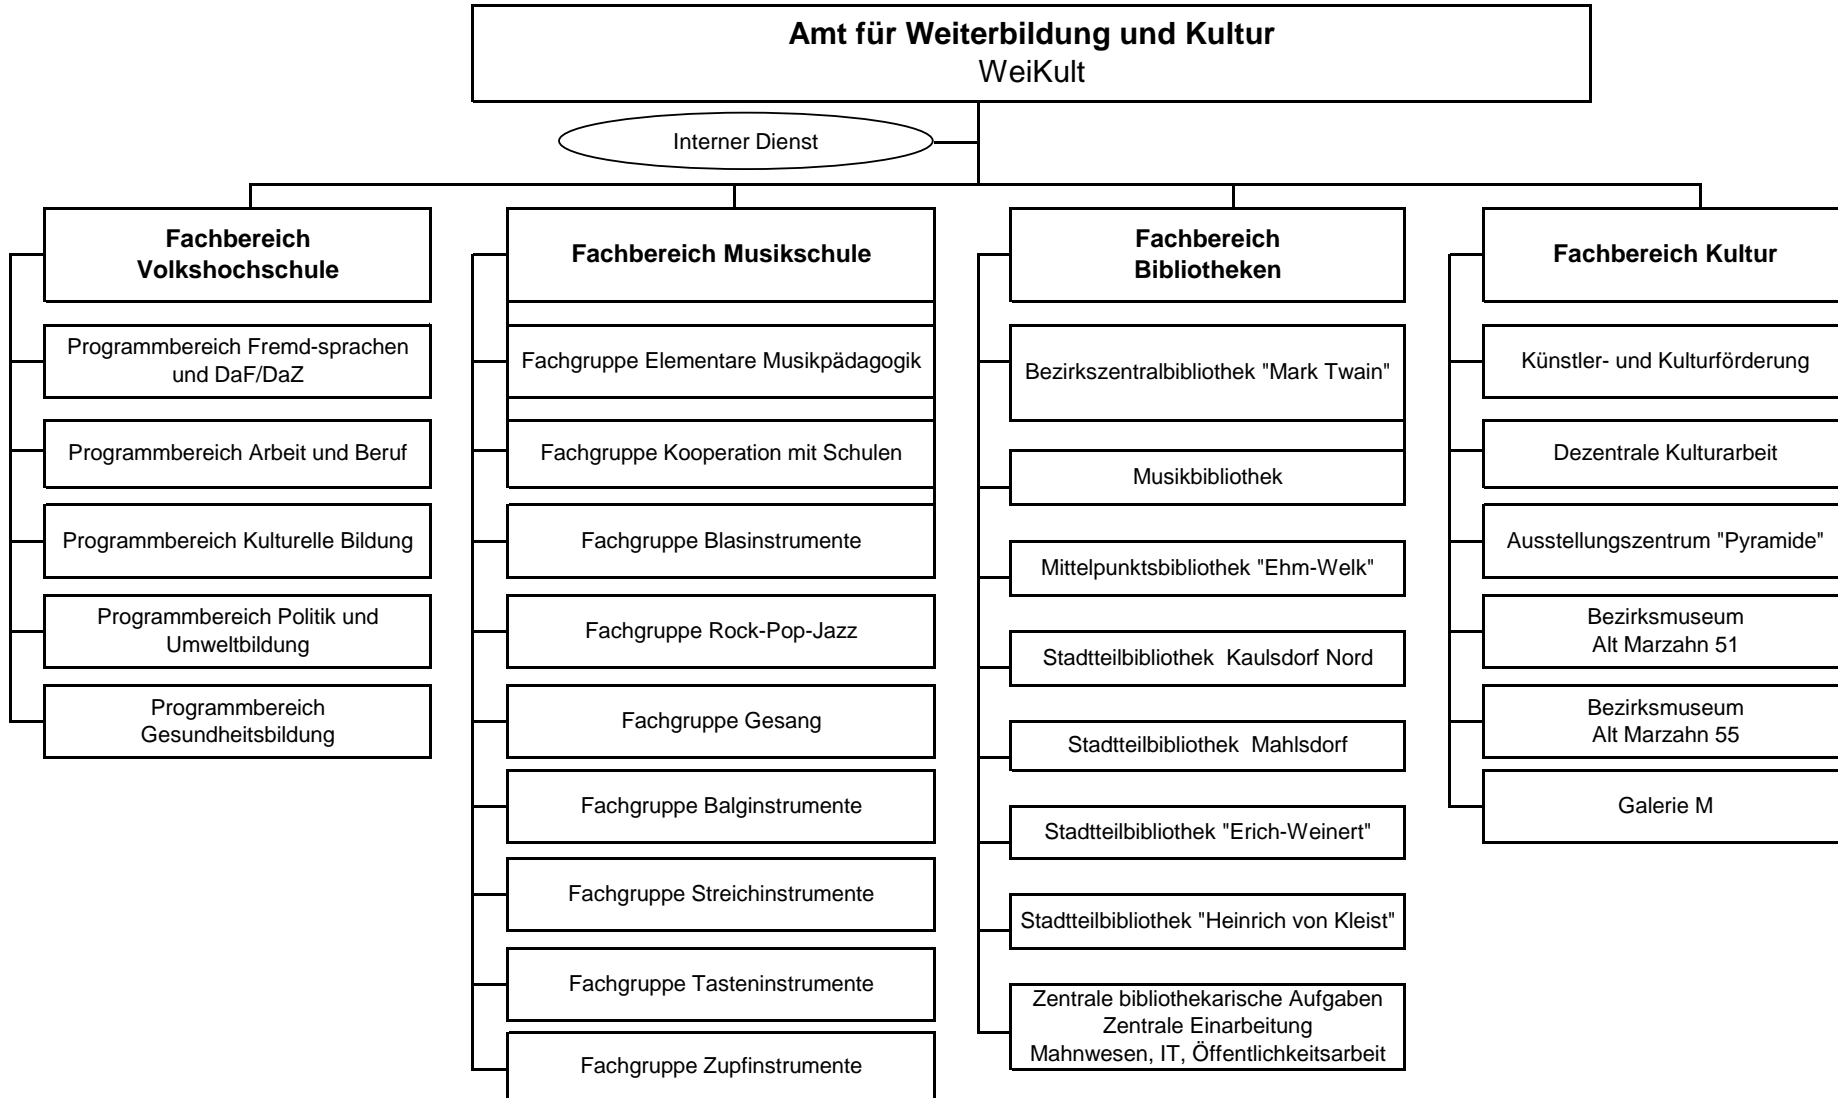 Amt für Weiterbildung und Kultur
WeiKult
Interner Dienst
Fachbereich
Volkshochschule
Programmbereich Fremd-sprachen
und DaF/DaZ
Programmbereich Arbeit und Beruf
Programmbereich Kulturelle Bildung
Programmbereich Politik und
Umweltbildung
Programmbereich
Gesundheitsbildung
Fachbereich Musikschule
Fachgruppe Elementare Musikpädagogik
Fachgruppe Kooperation mit Schulen
Fachgruppe Blasinstrumente
Fachgruppe Rock-Pop-Jazz
Fachgruppe Gesang
Fachgruppe Balginstrumente
Fachgruppe Streichinstrumente
Fachgruppe Tasteninstrumente
Fachgruppe Zupfinstrumente
Fachbereich
Bibliotheken
Bezirkszentralbibliothek "Mark Twain"
Musikbibliothek
Mittelpunktsbibliothek "Ehm-Welk"
Stadtteilbibliothek Kaulsdorf Nord
Stadtteilbibliothek Mahlsdorf
Stadtteilbibliothek "Erich-Weinert"
Stadtteilbibliothek "Heinrich von Kleist"
Zentrale bibliothekarische Aufgaben
Zentrale Einarbeitung
Mahnwesen, IT, Öffentlichkeitsarbeit
Fachbereich Kultur
Künstler- und Kulturförderung
Dezentrale Kulturarbeit
Ausstellungszentrum "Pyramide"
Bezirksmuseum
Alt Marzahn 51
Bezirksmuseum
Alt Marzahn 55
Galerie M